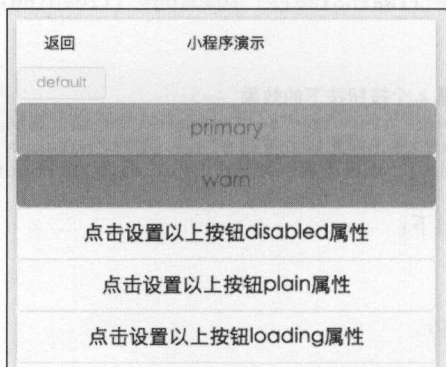 返回 小程序演示
default
primary
warn
点击设置以上按钮disabled属性
点击设置以上按钮plain属性
点击设置以上按钮loading属性